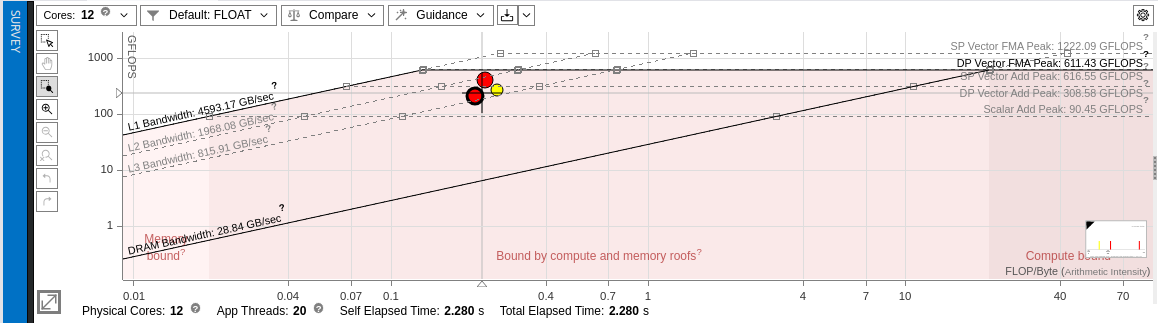 SURVEY
Cores: 12 ? Default: FLOAT Compare Guidance
GFLOPS
1000
100
10
1
SP Vector FMA Peak: 1222.09 GFLOPS ?
DP Vector FMA Peak: 611.43 GFLOPS ?
SP Vector Add Peak: 616.55 GFLOPS
DP Vector Add Peak: 308.58 GFLOPS ?
Scalar Add Peak: 90.45 GFLOPS ?
L1 Bandwidth: 4593.17 GB/sec ?
L2 Bandwidth: 1968.08 GB/sec ?
L3 Bandwidth: 815.91 GB/sec ?
DRAM Bandwidth: 28.84 GB/sec ?
Memory
bound?
Bound by compute and memory roofs?
Compute bound
FLOP/Byte (Arithmetic Intensity)
0.01 0.04 0.07 0.1 0.4 0.7 1 4 7 10 40 70
Physical Cores: 12 ? App Threads: 20 ? Self Elapsed Time: 2.280 s Total Elapsed Time: 2.280 s